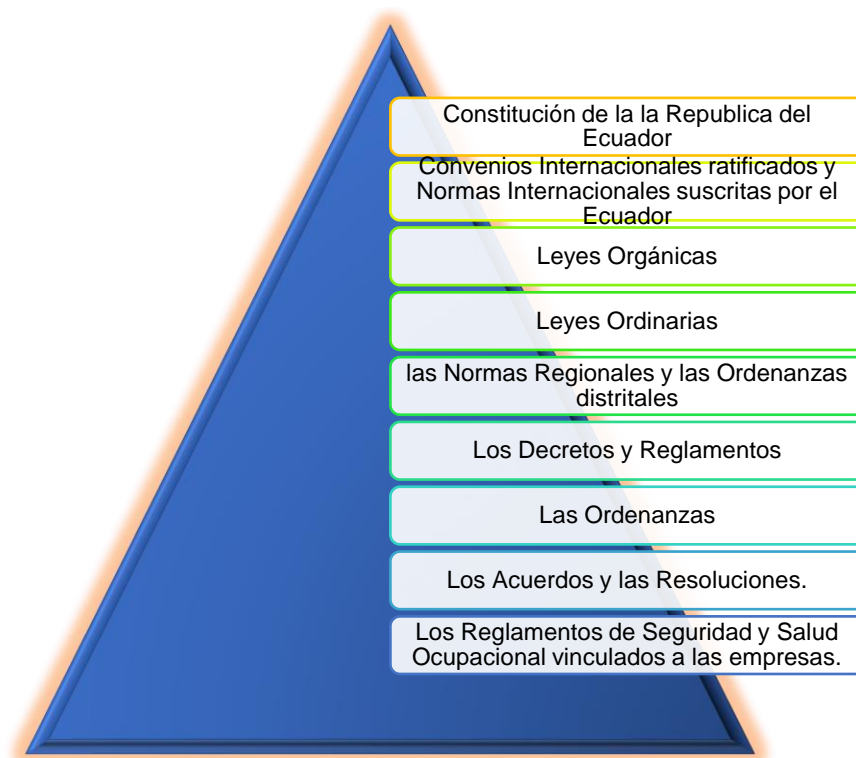 Constitución de la la Republica del
Ecuador
Convenios Internacionales ratificados y
Normas Internacionales suscritas por el
Ecuador
Leyes Orgánicas
Leyes Ordinarias
las Normas Regionales y las Ordenanzas
distritales
Los Decretos y Reglamentos
Las Ordenanzas
Los Acuerdos y las Resoluciones.
Los Reglamentos de Seguridad y Salud
Ocupacional vinculados a las empresas.